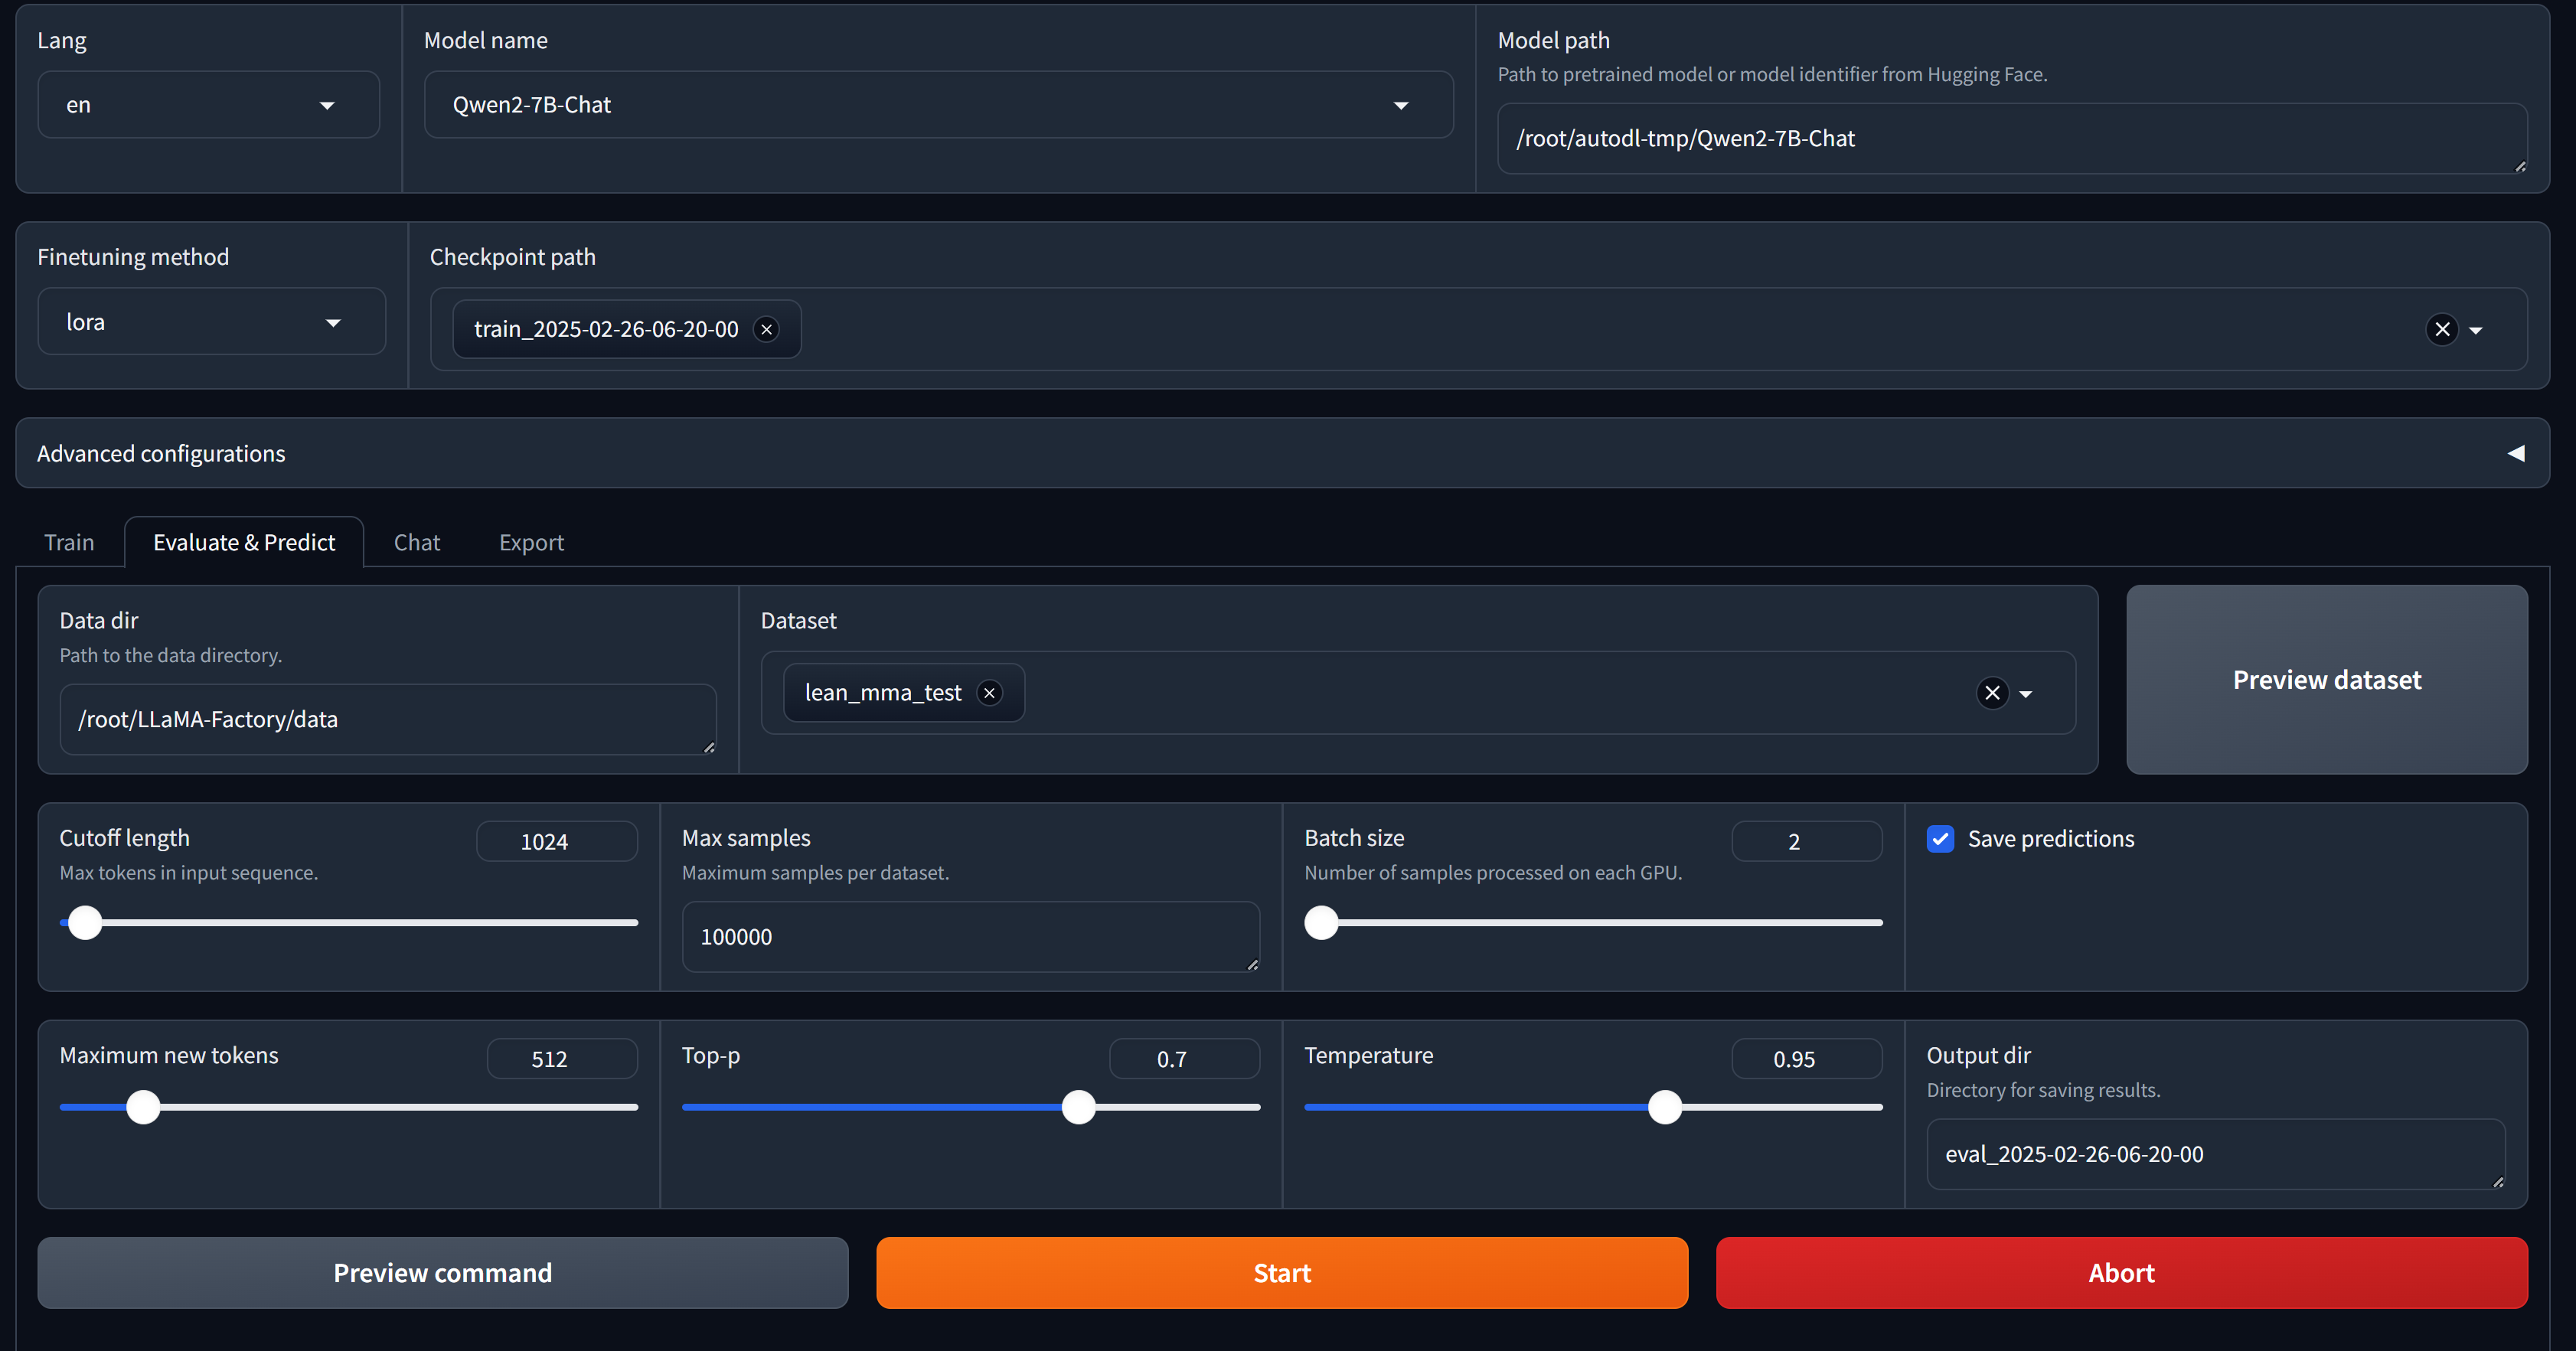 Lang
en
Model name
Qwen2-7B-Chat
Model path
Path to pretrained model or model identifier from Hugging Face.
/root/autodl-tmp/Qwen2-7B-Chat
Finetuning method
lora
Checkpoint path
train_2025-02-26-06-20-00
Advanced configurations
Train
Evaluate & Predict
Chat
Export
Data dir
Path to the data directory.
/root/LLaMA-Factory/data
Dataset
lean_mma_test
Preview dataset
Cutoff length
1024
Max tokens in input sequence.
Max samples
Maximum samples per dataset.
100000
Batch size
2
Number of samples processed on each GPU.
Save predictions
Maximum new tokens
512
Top-p
0.7
Temperature
0.95
Output dir
Directory for saving results.
eval_2025-02-26-06-20-00
Preview command
Start
Abort